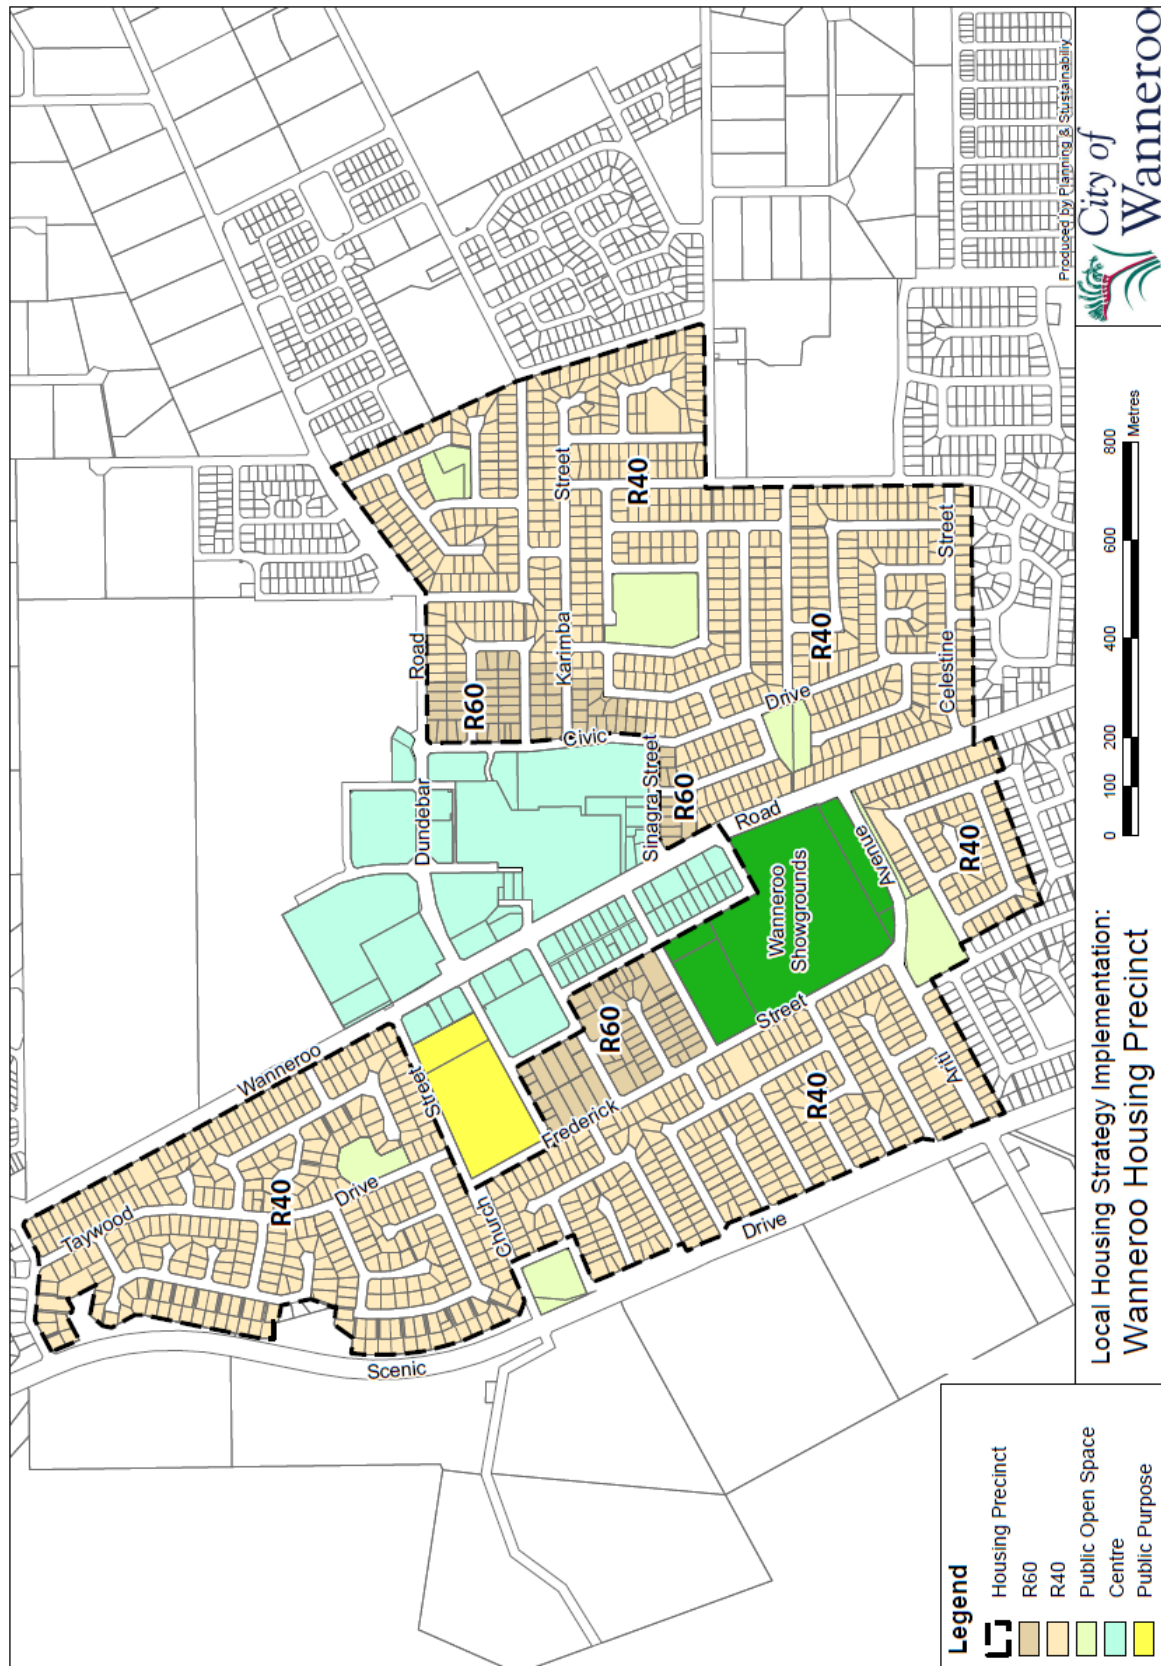 Road
R60
Karimba
Street
R40
Civic
Dundebar
Sinagra Street
R60
Drive
R40
Celestine
Street
Road
Wanneroo
Showgrounds
Avenue
R40
Wanneroo
Street
Church
Taywood
Drive
R40
R60
Frederick
Street
R40
Ariti
Drive
Scenic
Legend
Housing Precinct
R60
R40
Public Open Space
Centre
Public Purpose
Local Housing Strategy Implementation:
Wanneroo Housing Precinct
0 100 200 400 600 800
Metres
Produced by Planning & Stustainabiliy
City of
Wanneroo